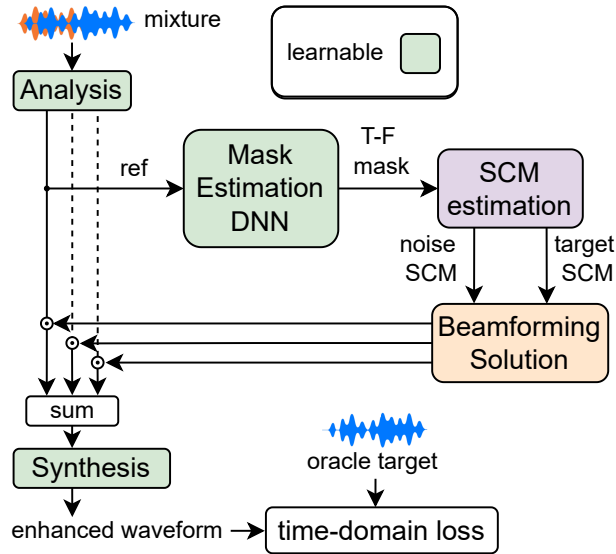 mixture
learnable
Analysis
ref
Mask
Estimation
DNN
T-F
mask
SCM
estimation
noise
SCM
target
SCM
Beamforming
Solution
sum
Synthesis
oracle target
enhanced waveform
time-domain loss